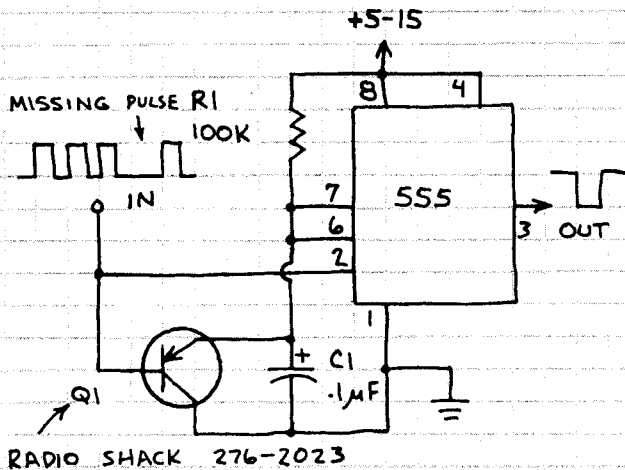 +5-15
8 4
MISSING PULSE R1
100K
IN
7
6
2
555
3
OUT
1
+
C1
.1µF
Q1
RADIO SHACK 276-2023